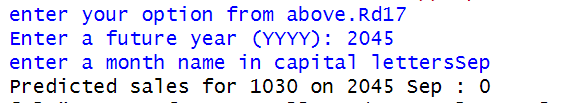 enter your option from above.Rd17
Enter a future year (YYYY): 2045
enter a month name in capital lettersSep
Predicted sales for 1030 on 2045 Sep : 0